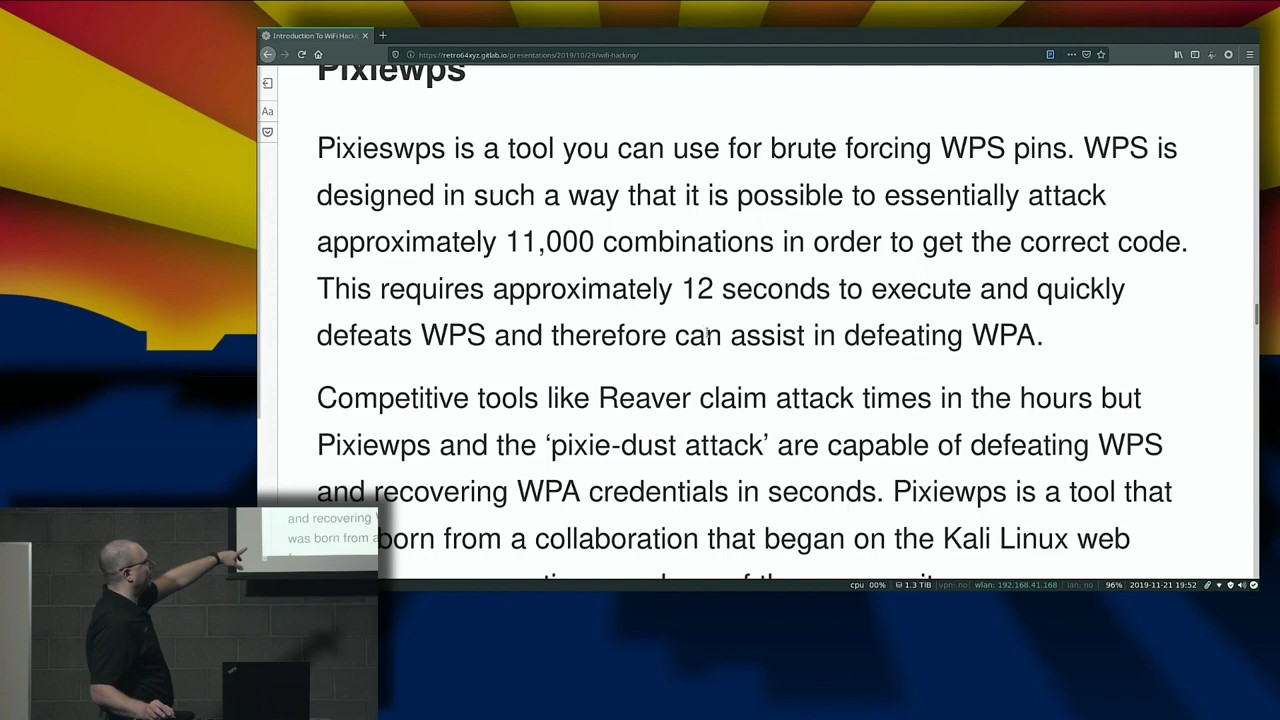 Introduction To WiFi Hack
https://retro64xyz.gitlab.io/presentations/2019/10/29/wifi-hacking/
Aa
Pixiewps
Pixieswps is a tool you can use for brute forcing WPS pins. WPS is
designed in such a way that it is possible to essentially attack
approximately 11,000 combinations in order to get the correct code.
This requires approximately 12 seconds to execute and quickly
defeats WPS and therefore can assist in defeating WPA.
Competitive tools like Reaver claim attack times in the hours but
Pixiewps and the ‘pixie-dust attack’ are capable of defeating WPS
and recovering WPA credentials in seconds. Pixiewps is a tool that
born from a collaboration that began on the Kali Linux web
and recovering
was born from a
cpu 00% 1.3 TiB vpn: no wlan: 192.168.41.168 lan: no 96% 2019-11-21 19:52